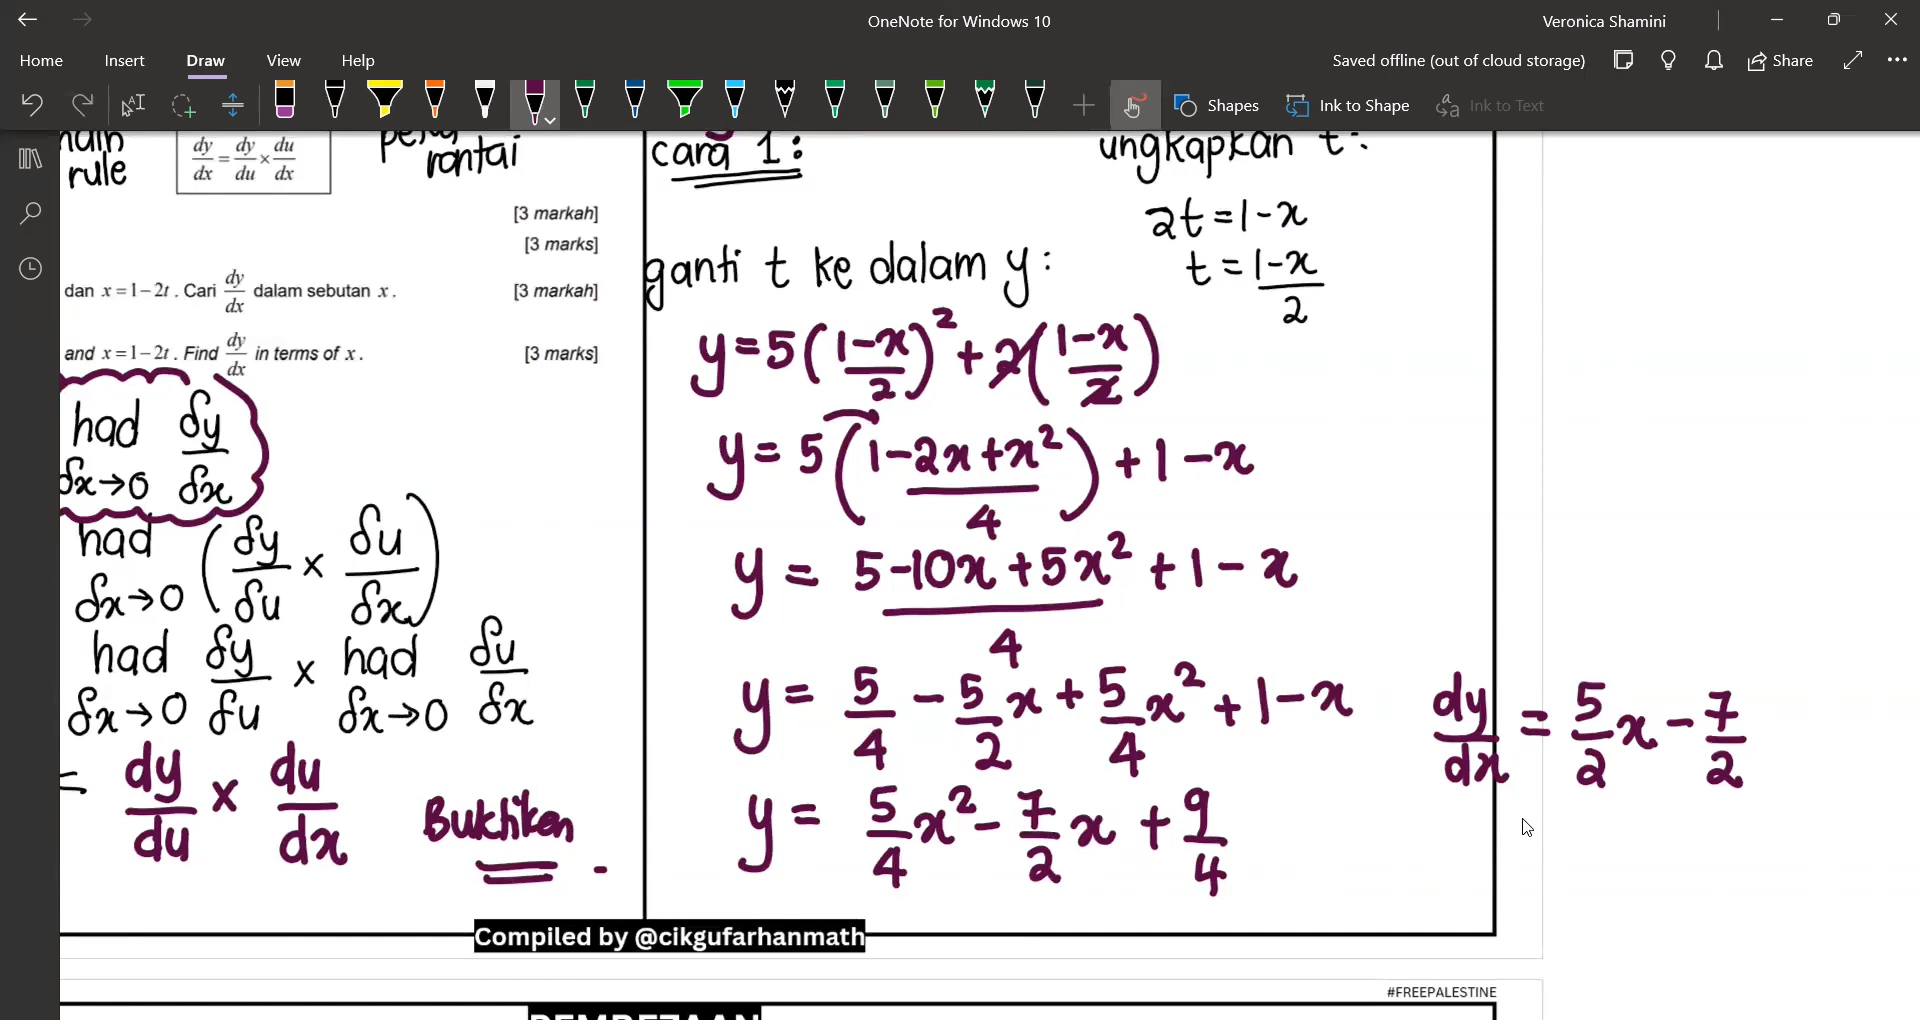 OneNote for Windows 10
Veronica Shamini
Home Insert Draw View Help
Saved offline (out of cloud storage)
Share
Shapes
Ink to Shape
Ink to Text
rule
dy/dx = dy/du × du/dx
rantai
[3 markah]
[3 marks]
dan x = 1 – 2t . Cari dy/dx dalam sebutan x .
[3 markah]
and x = 1 – 2t . Find dy/dx in terms of x .
[3 marks]
had δx→0 δy/δx
had δx→0 (δy/δu × δu/δx)
had δx→0 δy/δu × had δx→0 δu/δx
= dy/du × du/dx
Buktikan
cara 1:
ungkapkan t:
2t = 1 - x
t = (1-x)/2
ganti t ke dalam y:
y = 5((1-x)/2)² + 2((1-x)/2)
y = 5((1-2x+x²)/4) + 1 - x
y = (5-10x+5x²)/4 + 1 - x
y = 5/4 - 5/2 x + 5/4 x² + 1 - x
y = 5/4 x² - 7/2 x + 9/4
dy/dx = 5/2 x - 7/2
Compiled by @cikgufarhanmath
#FREEPALESTINE